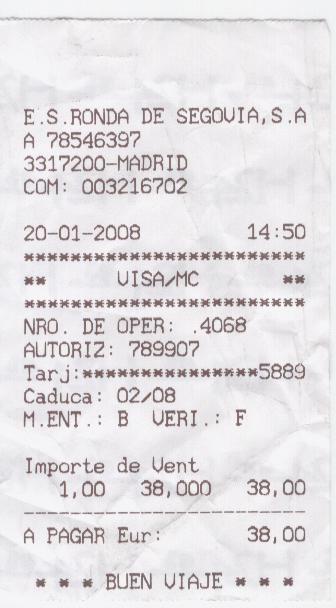 E.S.RONDA DE SEGOVIA,S.A
A 78546397
3317200-MADRID
COM: 003216702
20-01-2008 14:50
************************
** VISA/MC **
************************
NRO. DE OPER: .4068
AUTORIZ: 789907
Tarj:***************5889
Caduca: 02/08
M.ENT.: B VERI.: F
Importe de Vent
1,00 38,000 38,00
------------------------
A PAGAR Eur: 38,00
* * * BUEN VIAJE * * *